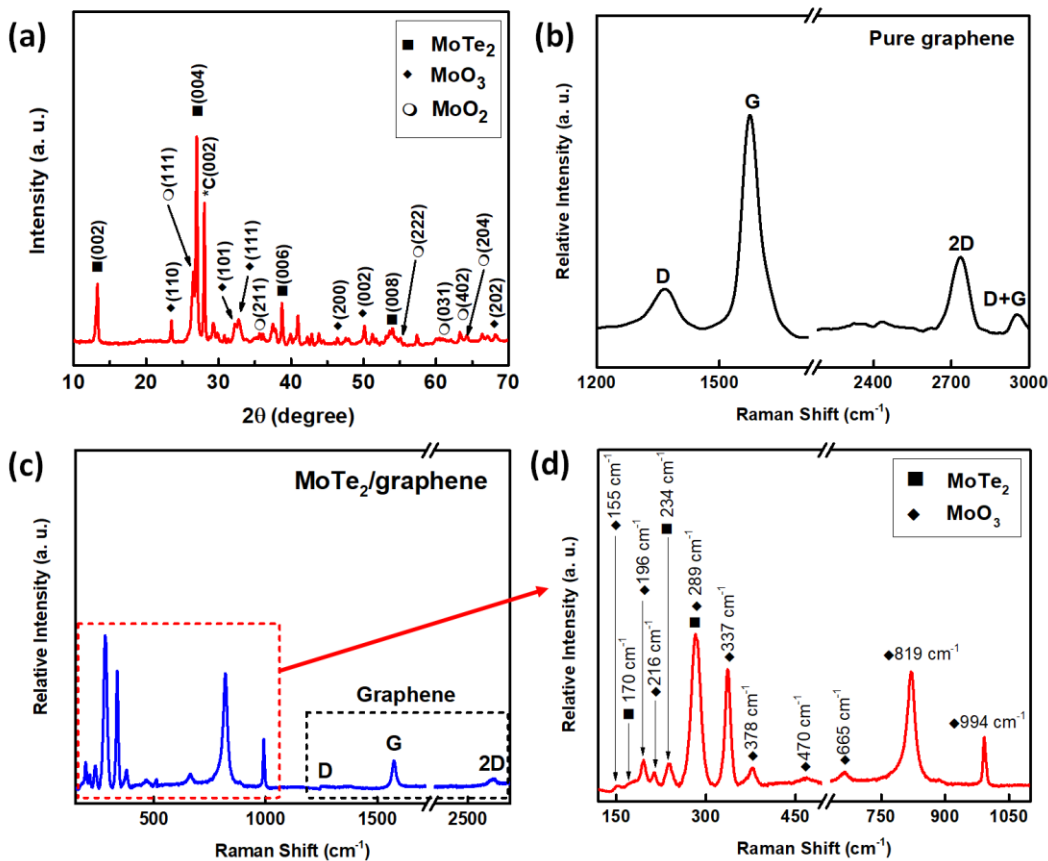 (a)
■ MoTe₂
◆ MoO₃
○ MoO₂
Intensity (a. u.)
■(002)
◆(110)
○(111)
■(004)
*C(002)
◆(101)
◆(111)
○(211)
■(006)
◆(200)
◆(002)
■(008)
○(222)
○(031)
○(402)
○(204)
◆(202)
10 20 30 40 50 60 70
2θ (degree)
(b)
Pure graphene
Relative Intensity (a. u.)
D
G
2D
D+G
1200 1500 2400 2700 3000
Raman Shift (cm⁻¹)
(c)
MoTe₂/graphene
Relative Intensity (a. u.)
Graphene
D
G
2D
500 1000 1500 2500
Raman Shift (cm⁻¹)
(d)
■ MoTe₂
◆ MoO₃
Relative Intensity (a. u.)
◆155 cm⁻¹
■170 cm⁻¹
◆196 cm⁻¹
◆216 cm⁻¹
■234 cm⁻¹
■◆289 cm⁻¹
◆337 cm⁻¹
◆378 cm⁻¹
◆470 cm⁻¹
◆665 cm⁻¹
◆819 cm⁻¹
◆994 cm⁻¹
150 300 450 750 900 1050
Raman Shift (cm⁻¹)